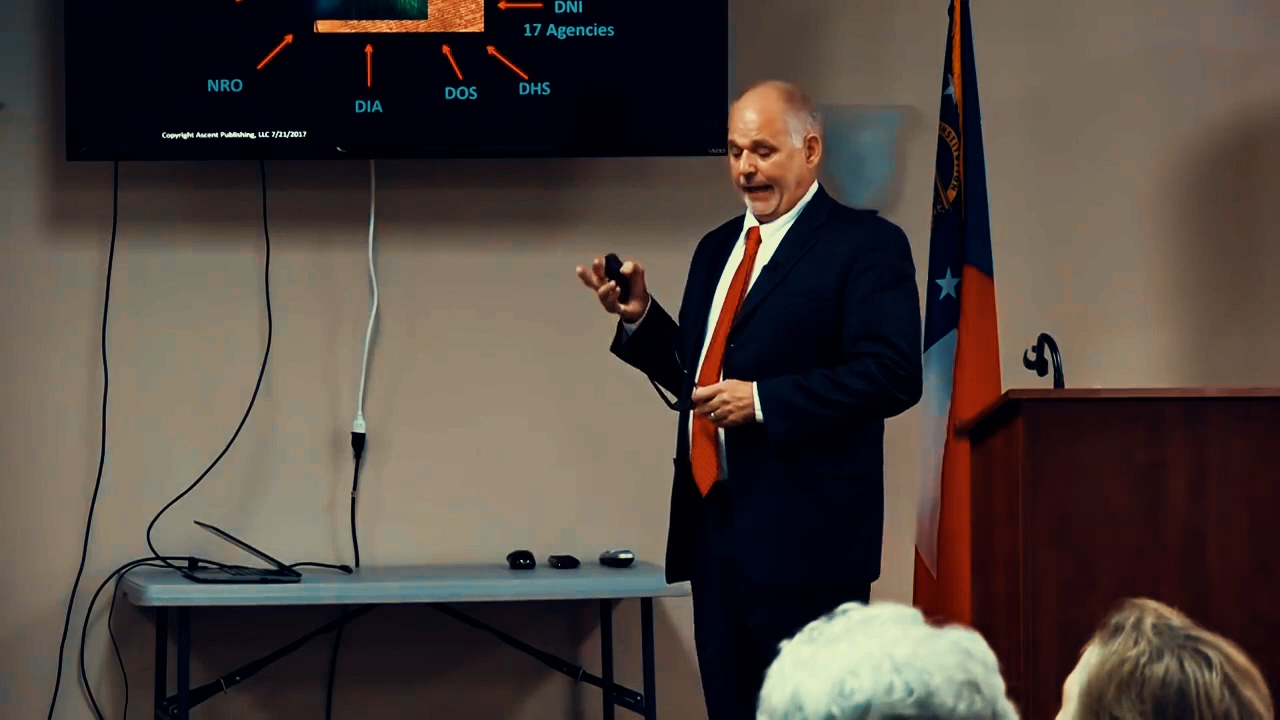 DNI
17 Agencies
NRO
DIA
DOS
DHS
Copyright Ascent Publishing, LLC 7/21/2017